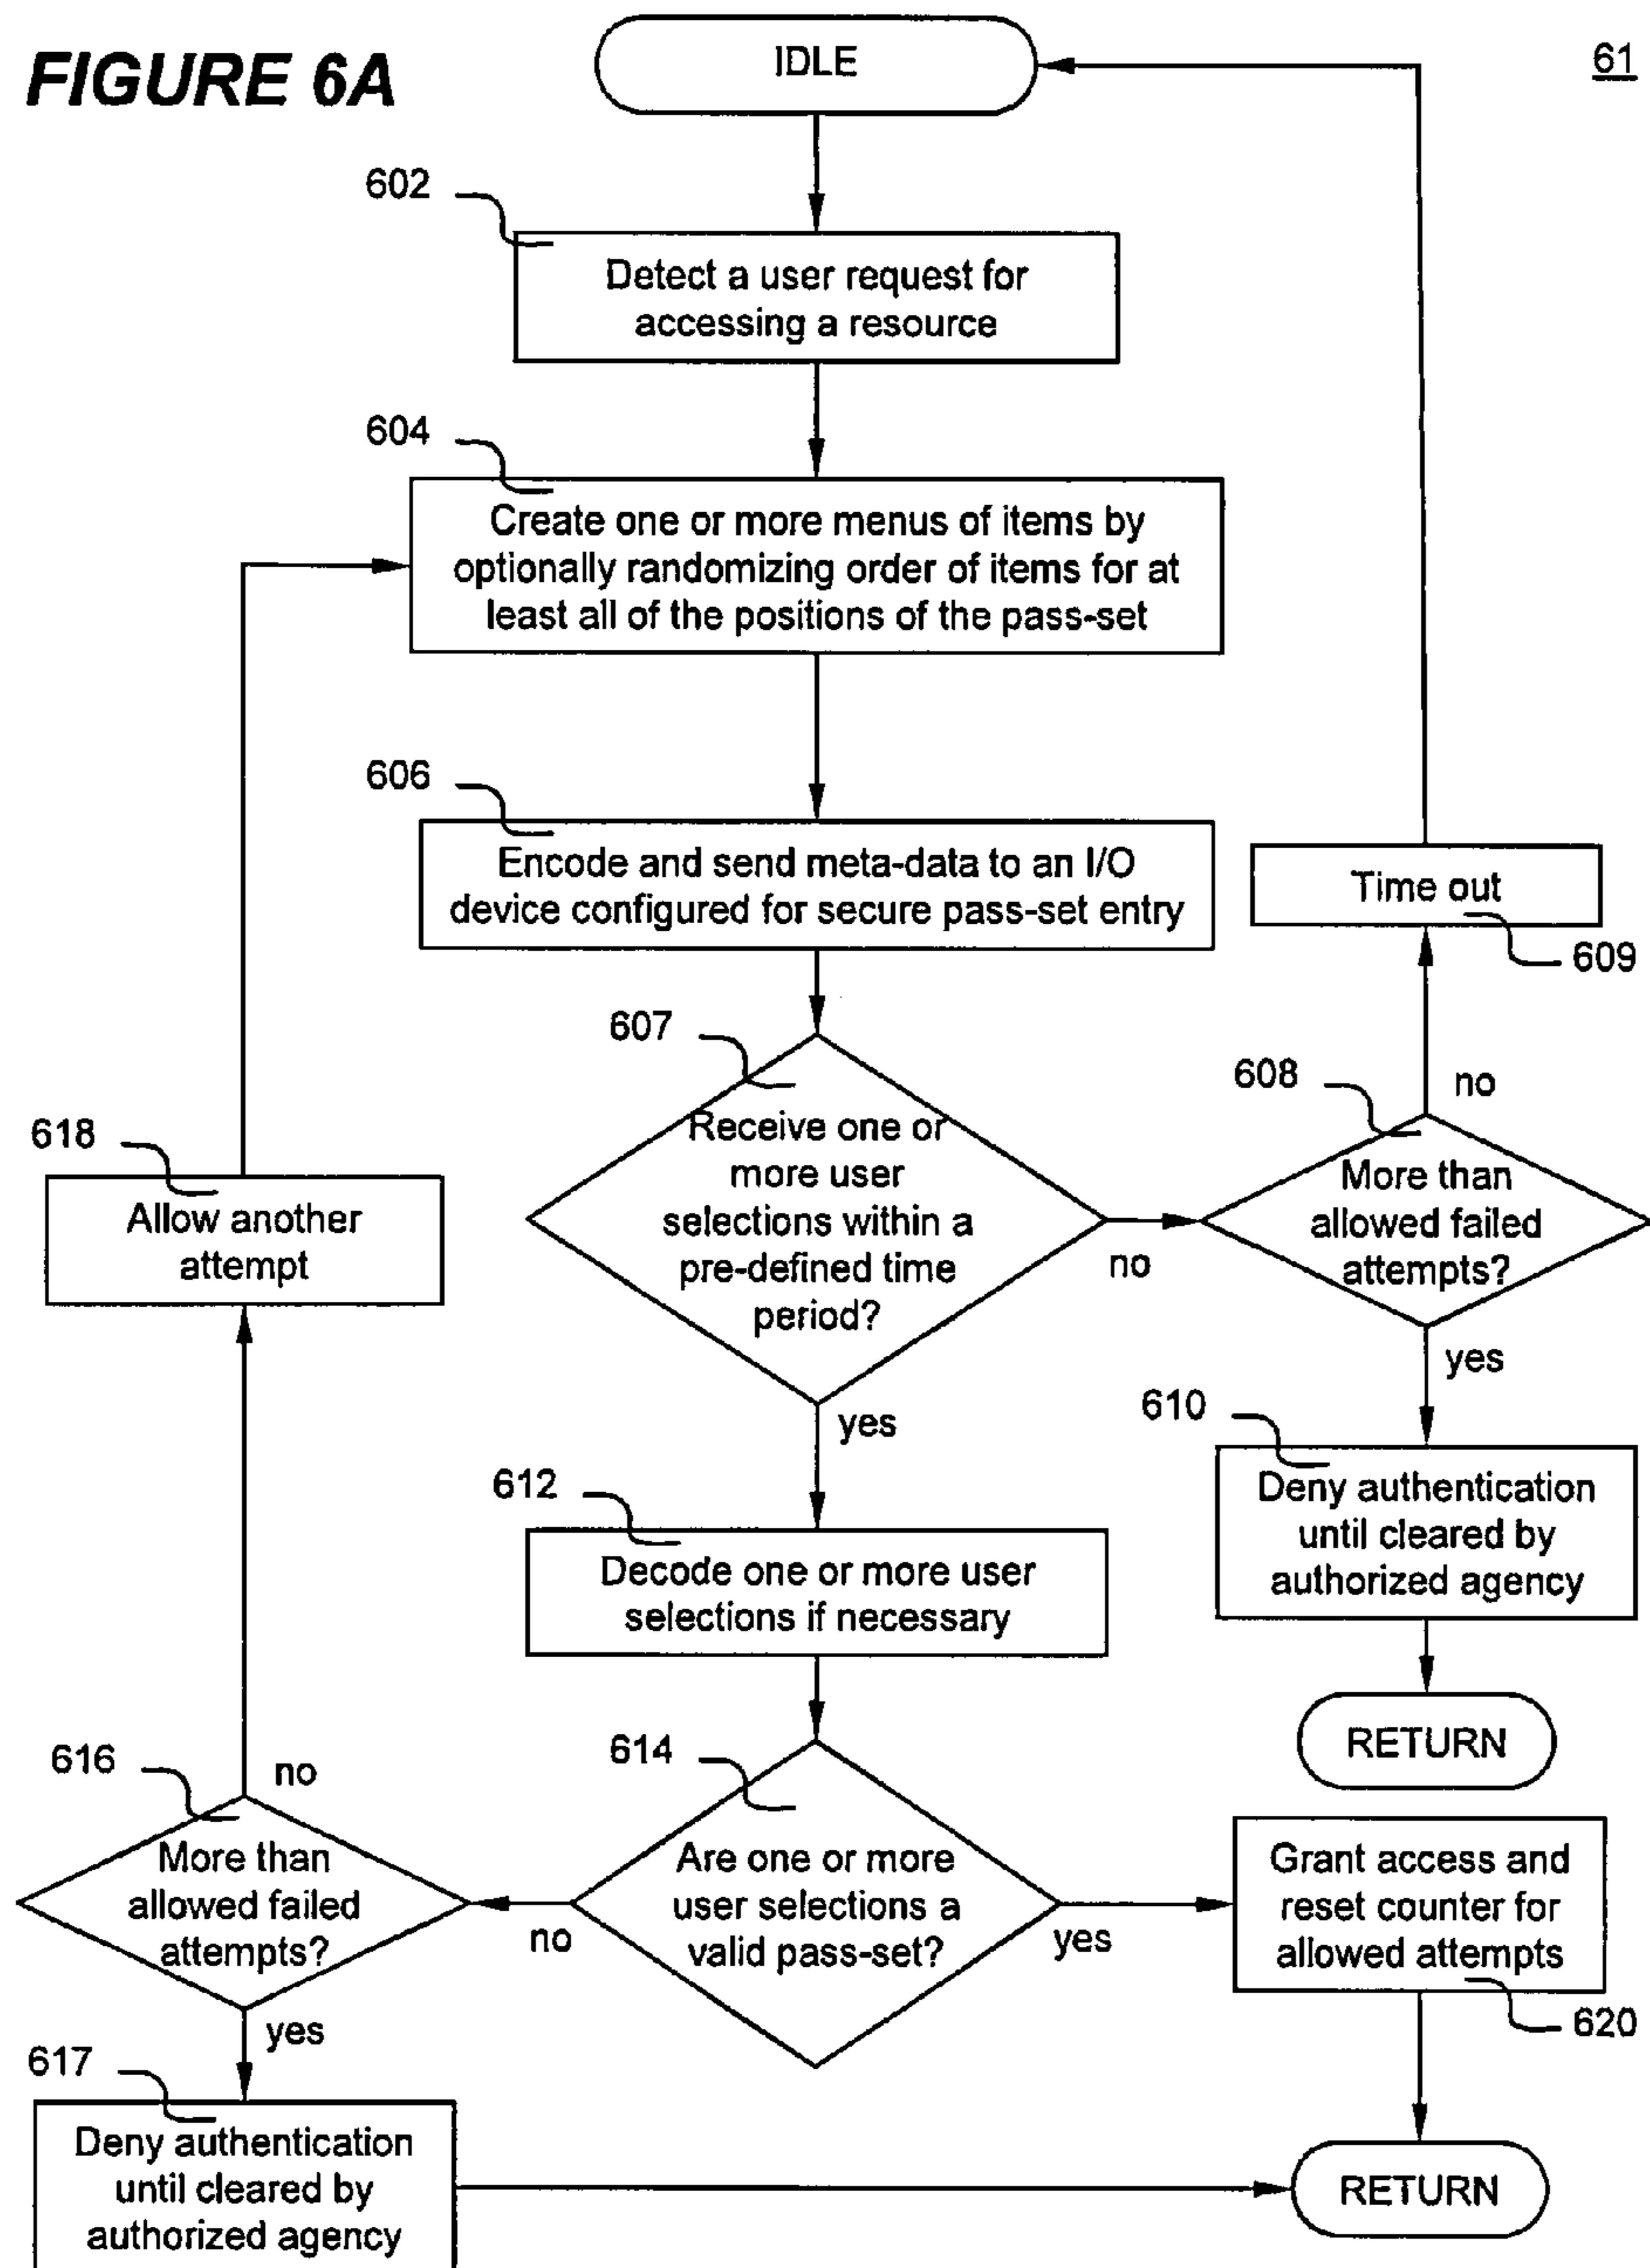 FIGURE 6A
61
IDLE
602
Detect a user request for
accessing a resource
604
Create one or more menus of items by
optionally randomizing order of items for at
least all of the positions of the pass-set
606
Encode and send meta-data to an I/O
device configured for secure pass-set entry
Time out
609
607
Receive one or
more user
selections within a
pre-defined time
period?
no
yes
608
More than
allowed failed
attempts?
no
yes
618
Allow another
attempt
610
Deny authentication
until cleared by
authorized agency
RETURN
612
Decode one or more user
selections if necessary
614
Are one or more
user selections a
valid pass-set?
no
yes
616
More than
allowed failed
attempts?
no
yes
Grant access and
reset counter for
allowed attempts
620
617
Deny authentication
until cleared by
authorized agency
RETURN